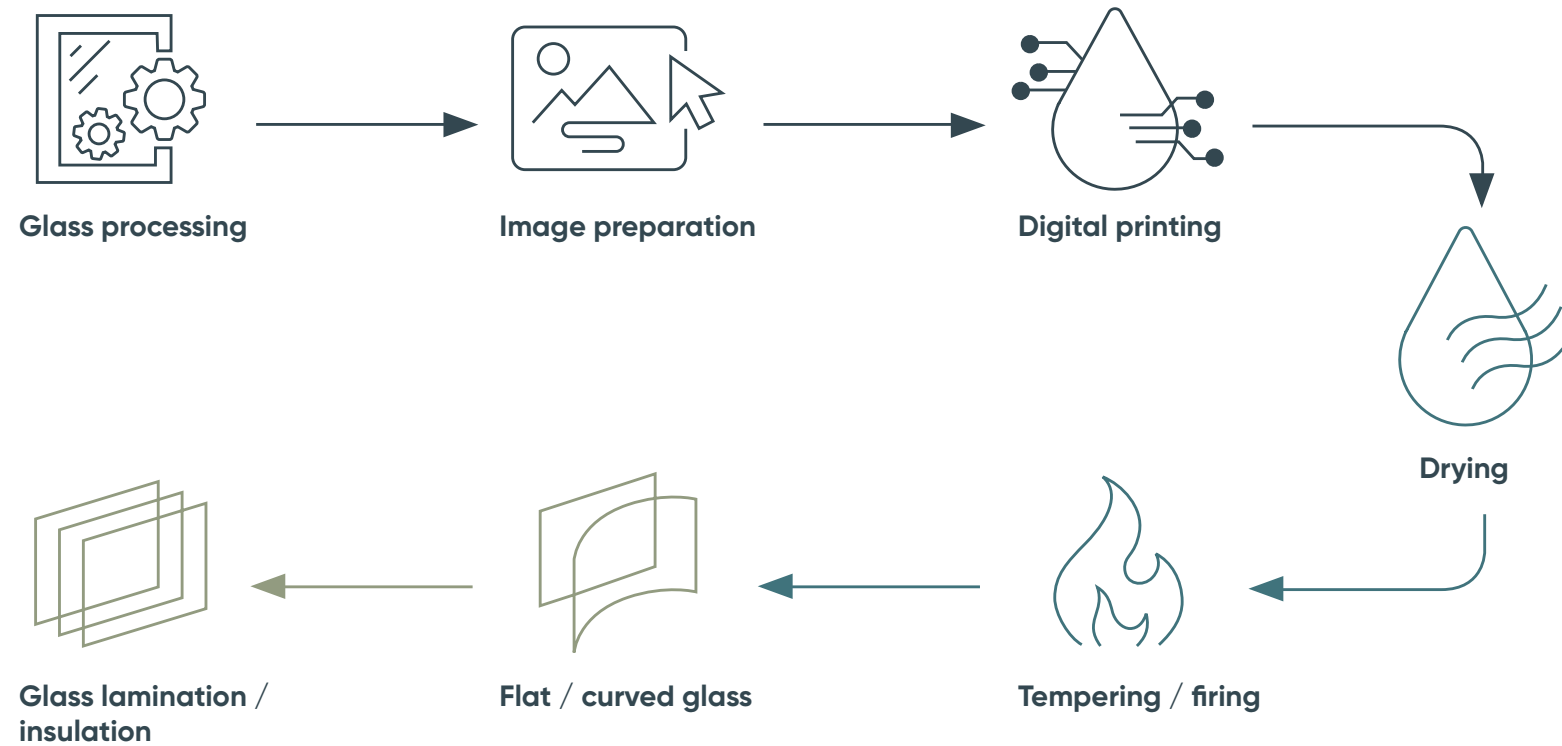 Glass processing
Image preparation
Digital printing
Drying
Tempering / firing
Flat / curved glass
Glass lamination /
insulation